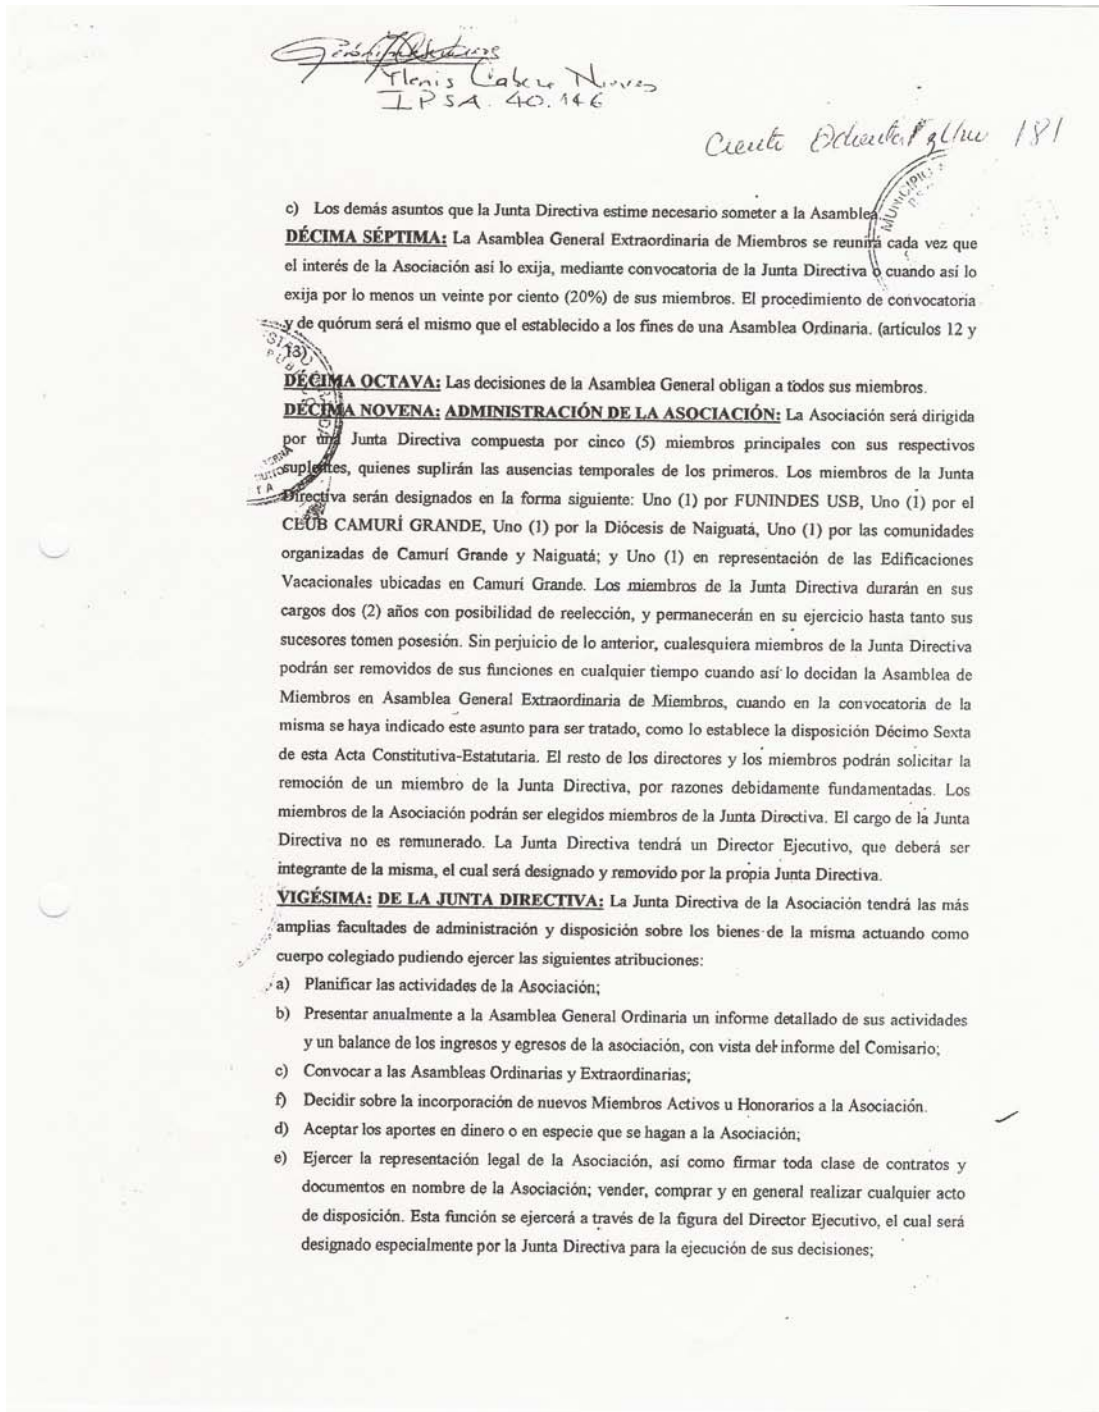 Ylenis Cabeza Nieves
IPSA. 40.146
Ciento Ochenta y Uno 181
MUNICIPIO
c) Los demás asuntos que la Junta Directiva estime necesario someter a la Asamblea.
DÉCIMA SÉPTIMA: La Asamblea General Extraordinaria de Miembros se reunirá cada vez que
el interés de la Asociación así lo exija, mediante convocatoria de la Junta Directiva o cuando así lo
exija por lo menos un veinte por ciento (20%) de sus miembros. El procedimiento de convocatoria
y de quórum será el mismo que el establecido a los fines de una Asamblea Ordinaria. (artículos 12 y
13)
DÉCIMA OCTAVA: Las decisiones de la Asamblea General obligan a todos sus miembros.
DÉCIMA NOVENA: ADMINISTRACIÓN DE LA ASOCIACIÓN: La Asociación será dirigida
por una Junta Directiva compuesta por cinco (5) miembros principales con sus respectivos
suplentes, quienes suplirán las ausencias temporales de los primeros. Los miembros de la Junta
Directiva serán designados en la forma siguiente: Uno (1) por FUNINDES USB, Uno (1) por el
CLUB CAMURÍ GRANDE, Uno (1) por la Diócesis de Naiguatá, Uno (1) por las comunidades
organizadas de Camurí Grande y Naiguatá; y Uno (1) en representación de las Edificaciones
Vacacionales ubicadas en Camurí Grande. Los miembros de la Junta Directiva durarán en sus
cargos dos (2) años con posibilidad de reelección, y permanecerán en su ejercicio hasta tanto sus
sucesores tomen posesión. Sin perjuicio de lo anterior, cualesquiera miembros de la Junta Directiva
podrán ser removidos de sus funciones en cualquier tiempo cuando así lo decidan la Asamblea de
Miembros en Asamblea General Extraordinaria de Miembros, cuando en la convocatoria de la
misma se haya indicado este asunto para ser tratado, como lo establece la disposición Décimo Sexta
de esta Acta Constitutiva-Estatutaria. El resto de los directores y los miembros podrán solicitar la
remoción de un miembro de la Junta Directiva, por razones debidamente fundamentadas. Los
miembros de la Asociación podrán ser elegidos miembros de la Junta Directiva. El cargo de la Junta
Directiva no es remunerado. La Junta Directiva tendrá un Director Ejecutivo, que deberá ser
integrante de la misma, el cual será designado y removido por la propia Junta Directiva.
VIGÉSIMA: DE LA JUNTA DIRECTIVA: La Junta Directiva de la Asociación tendrá las más
amplias facultades de administración y disposición sobre los bienes de la misma actuando como
cuerpo colegiado pudiendo ejercer las siguientes atribuciones:
a) Planificar las actividades de la Asociación;
b) Presentar anualmente a la Asamblea General Ordinaria un informe detallado de sus actividades
y un balance de los ingresos y egresos de la asociación, con vista del informe del Comisario;
c) Convocar a las Asambleas Ordinarias y Extraordinarias;
f) Decidir sobre la incorporación de nuevos Miembros Activos u Honorarios a la Asociación.
d) Aceptar los aportes en dinero o en especie que se hagan a la Asociación;
e) Ejercer la representación legal de la Asociación, así como firmar toda clase de contratos y
documentos en nombre de la Asociación; vender, comprar y en general realizar cualquier acto
de disposición. Esta función se ejercerá a través de la figura del Director Ejecutivo, el cual será
designado especialmente por la Junta Directiva para la ejecución de sus decisiones;